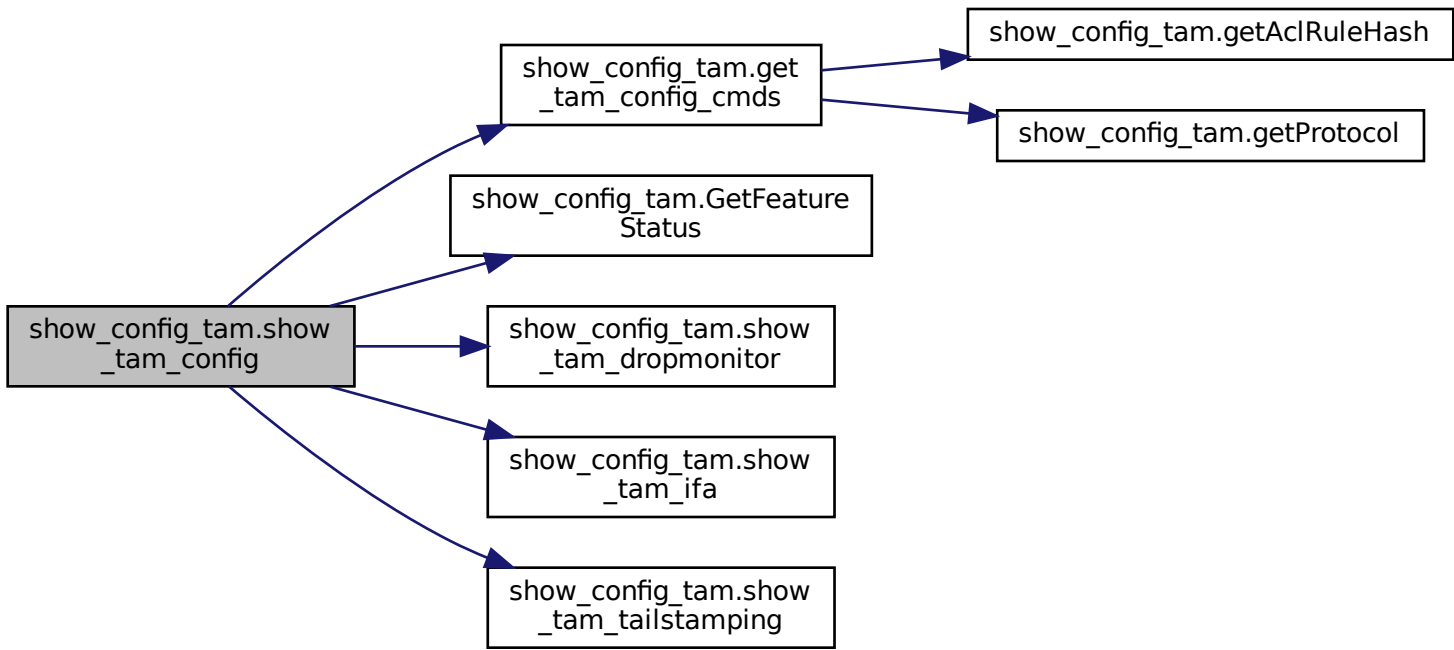 show_config_tam.getAclRuleHash
show_config_tam.get
_tam_config_cmds
show_config_tam.getProtocol
show_config_tam.GetFeature
Status
show_config_tam.show
_tam_config
show_config_tam.show
_tam_dropmonitor
show_config_tam.show
_tam_ifa
show_config_tam.show
_tam_tailstamping